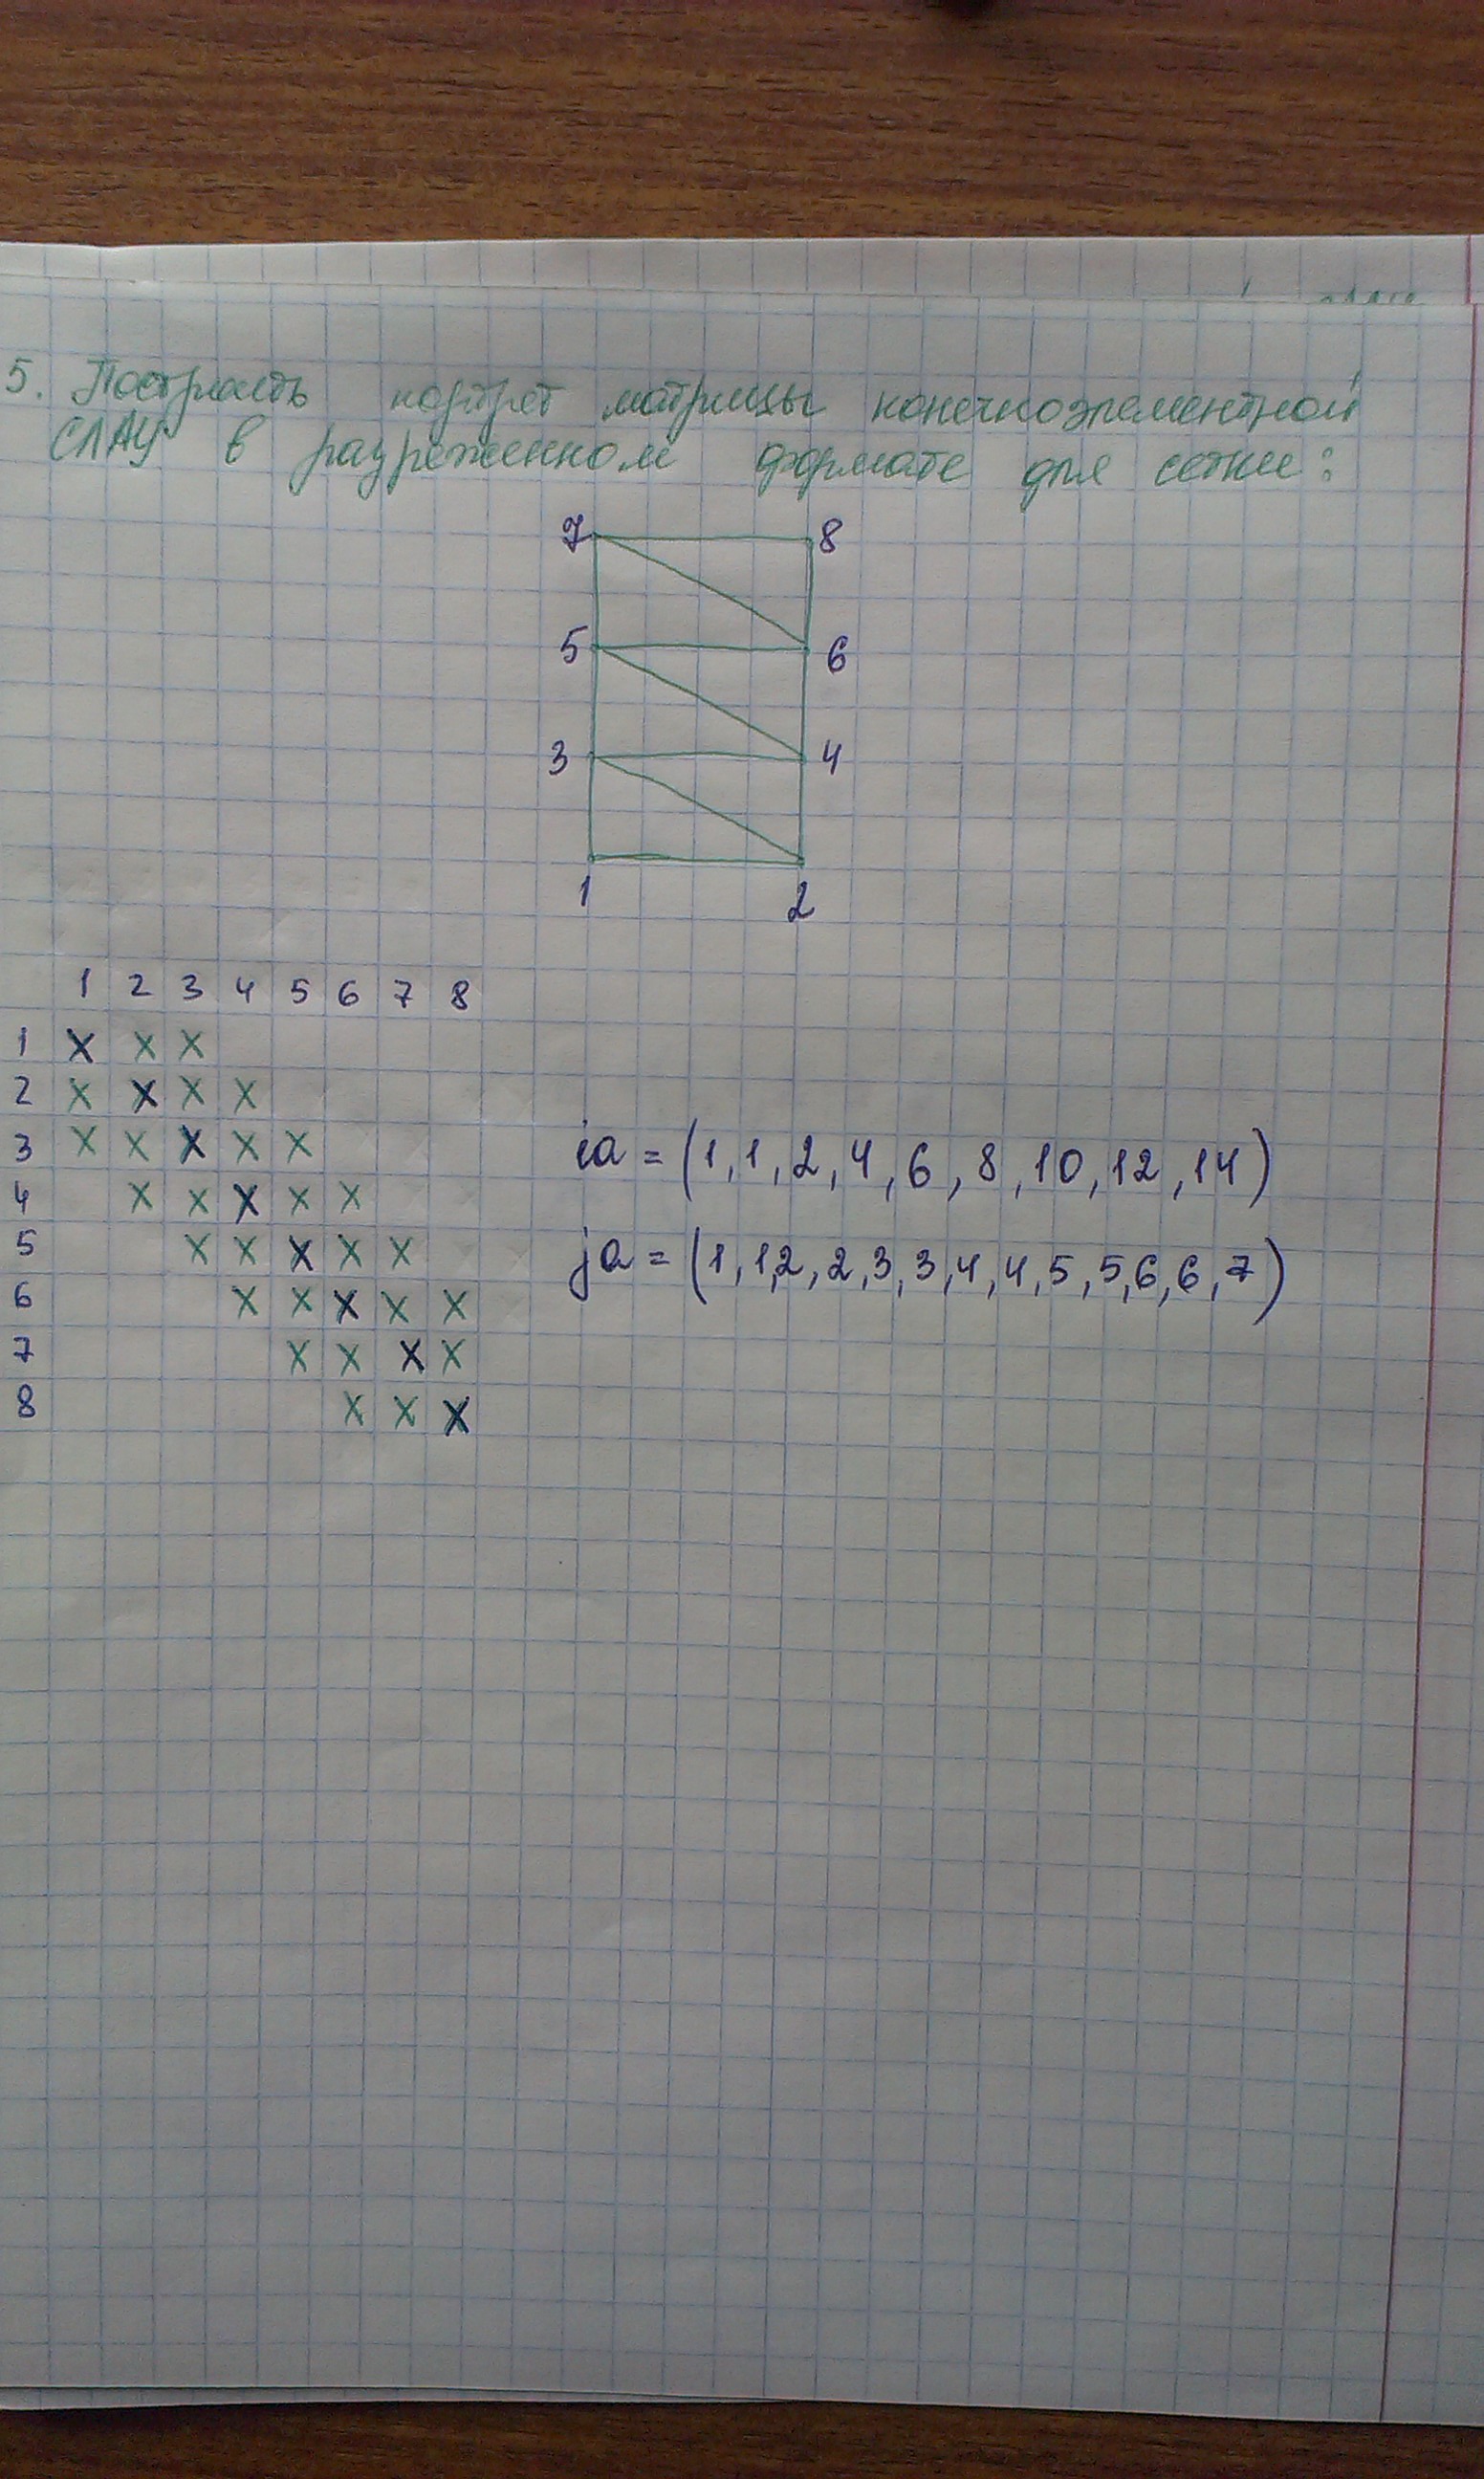 5. Построить портрет матрицы конечноэлементной
СЛАУ в разреженном формате для сетки:
7 8
5 6
3 4
1 2
1 2 3 4 5 6 7 8
1 X X X
2 X X X X
3 X X X X X
4 X X X X X
5 X X X X X
6 X X X X X
7 X X X X
8 X X X
ia = (1, 1, 2, 4, 6, 8, 10, 12, 14)
ja = (1, 1, 2, 2, 3, 3, 4, 4, 5, 5, 6, 6, 7)